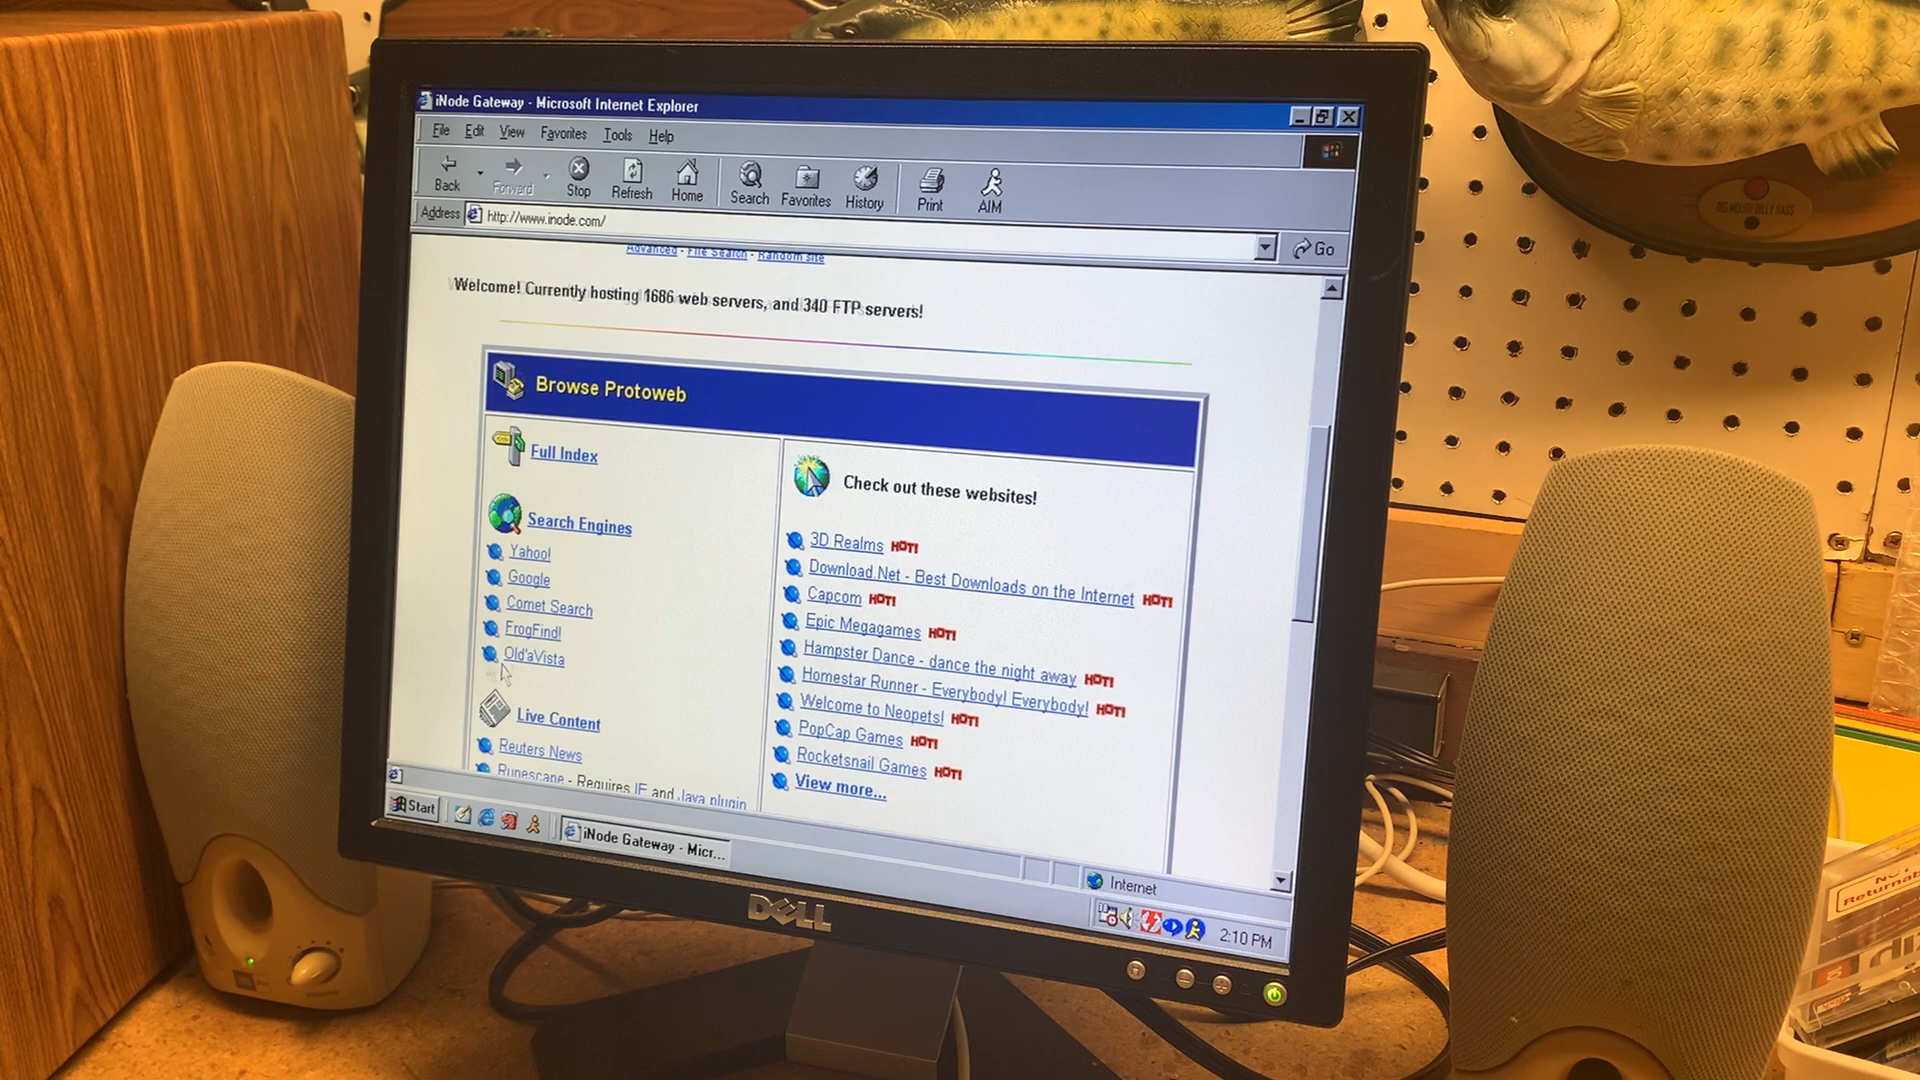 iNode Gateway - Microsoft Internet Explorer
File Edit View Favorites Tools Help
Back Forward Stop Refresh Home Search Favorites History Print AIM
Address http://www.inode.com/ Go
Advanced - File Search - Random site
Welcome! Currently hosting 1686 web servers, and 340 FTP servers!
Browse Protoweb
Full Index
Search Engines
Yahoo!
Google
Comet Search
FrogFind!
Old'aVista
Live Content
Reuters News
Runescape - Requires IE and Java plugin
Check out these websites!
3D Realms HOT!
Download.Net - Best Downloads on the Internet HOT!
Capcom HOT!
Epic Megagames HOT!
Hampster Dance - dance the night away HOT!
Homestar Runner - Everybody! Everybody! HOT!
Welcome to Neopets! HOT!
PopCap Games HOT!
Rocketsnail Games HOT!
View more...
Internet
Start iNode Gateway - Micr...
2:10 PM
DELL
BIG MOUTH BILLY BASS
JBL
Returnable